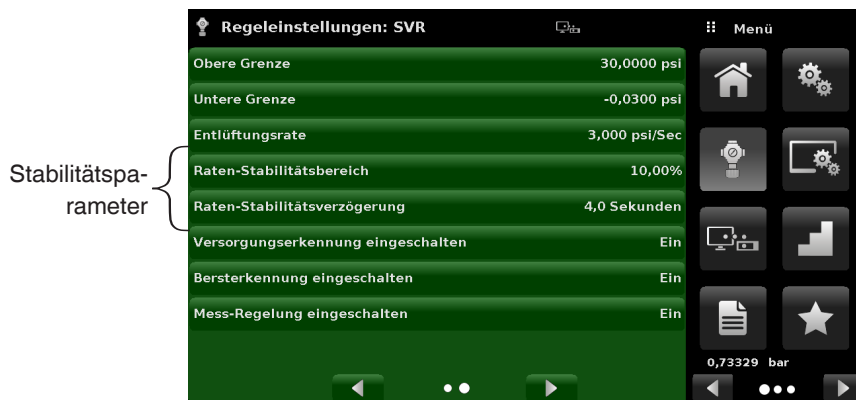 Regeleinstellungen: SVR
Menü
Obere Grenze 30,0000 psi
Untere Grenze -0,0300 psi
Entlüftungsrate 3,000 psi/Sec
Stabilitätspa-
rameter
Raten-Stabilitätsbereich 10,00%
Raten-Stabilitätsverzögerung 4,0 Sekunden
Versorgungserkennung eingeschalten Ein
Bersterkennung eingeschalten Ein
Mess-Regelung eingeschalten Ein
0,73329 bar